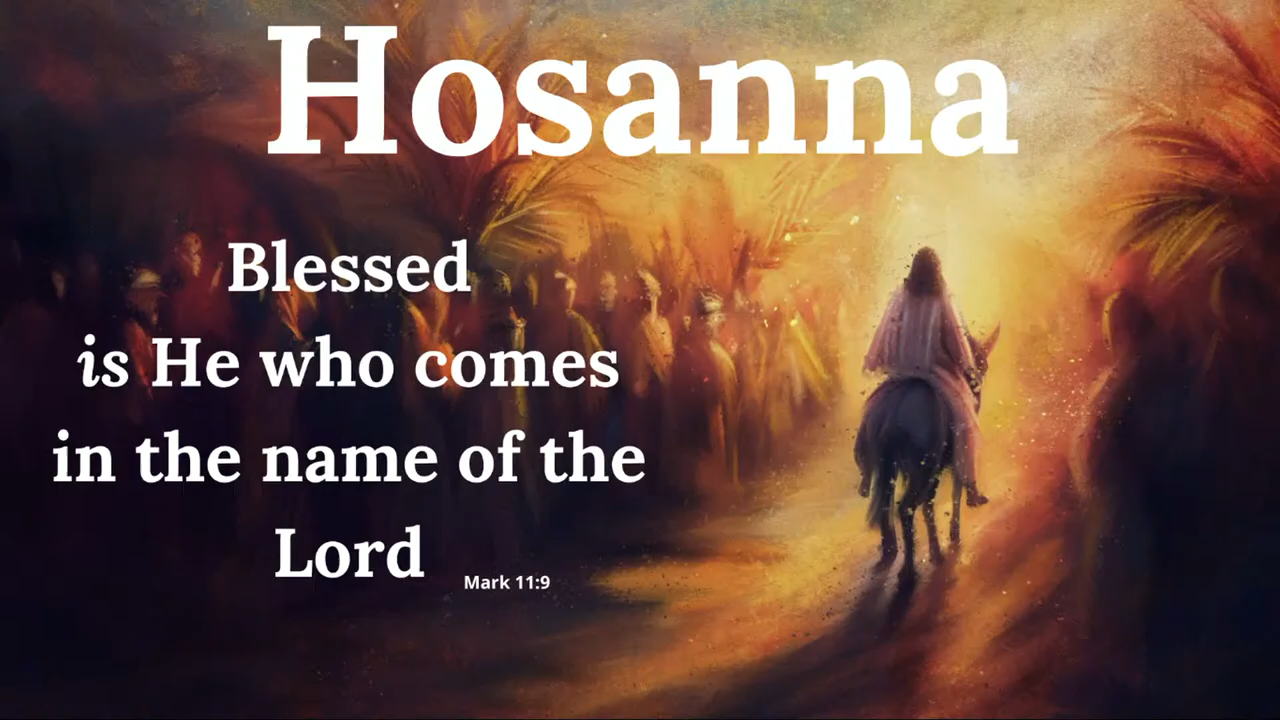 Hosanna
Blessed
is He who comes
in the name of the
Lord
Mark 11:9